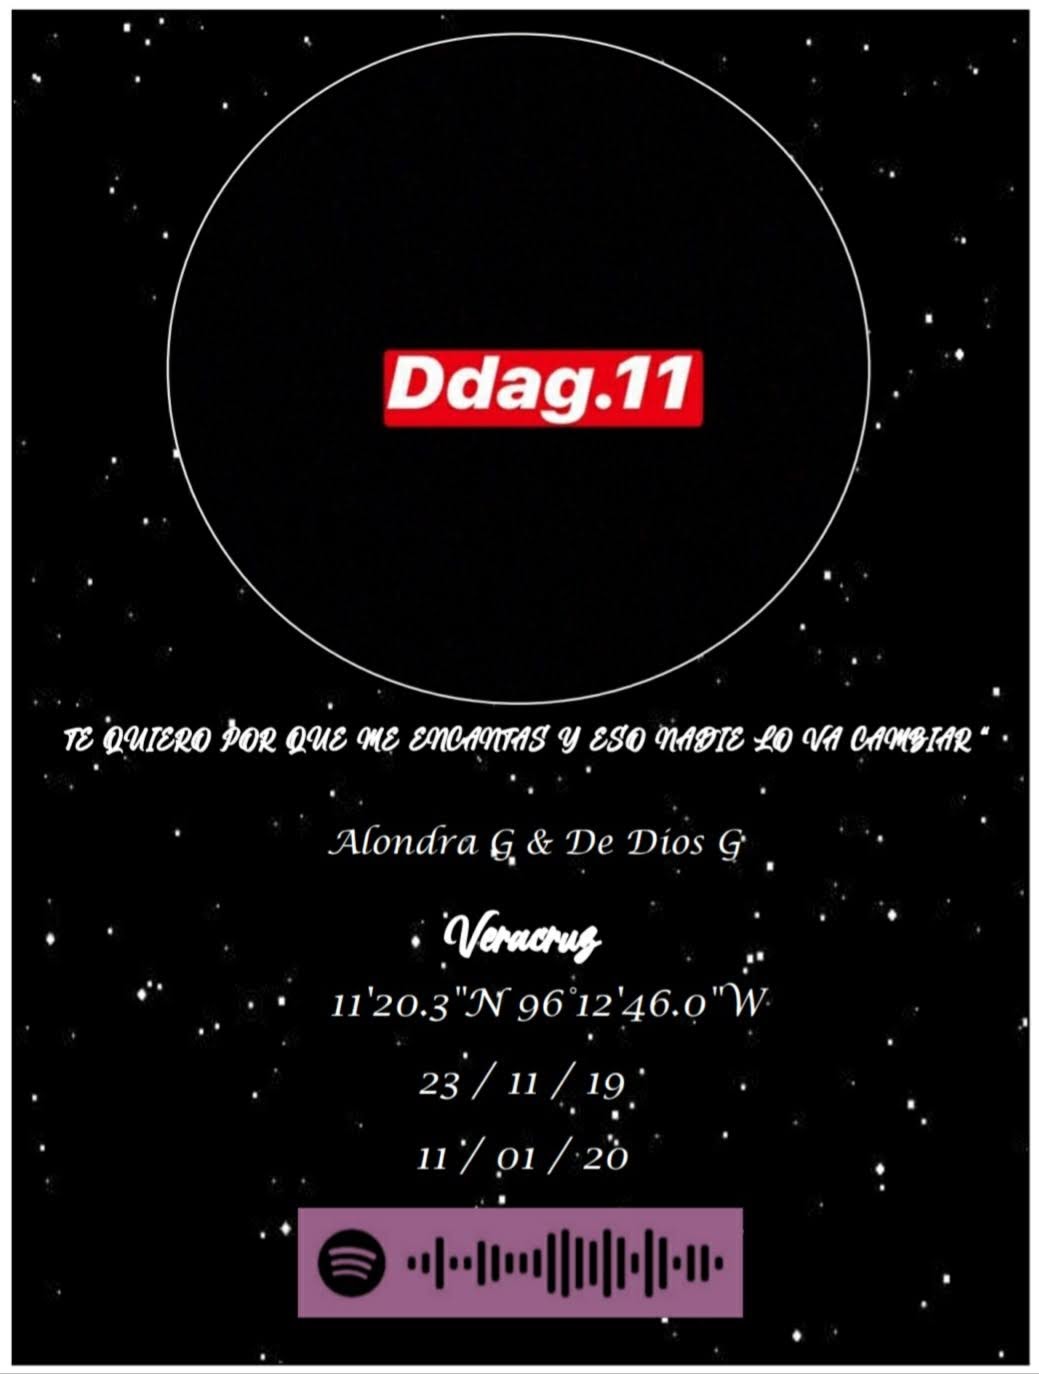 Ddag.11
TE QUIERO POR QUE ME ENCANTAS Y ESO NADIE LO VA CAMBIAR "
Alondra G & De Dios G
Veracruz
11'20.3"N 96°12'46.0"W
23 / 11 / 19
11 / 01 / 20